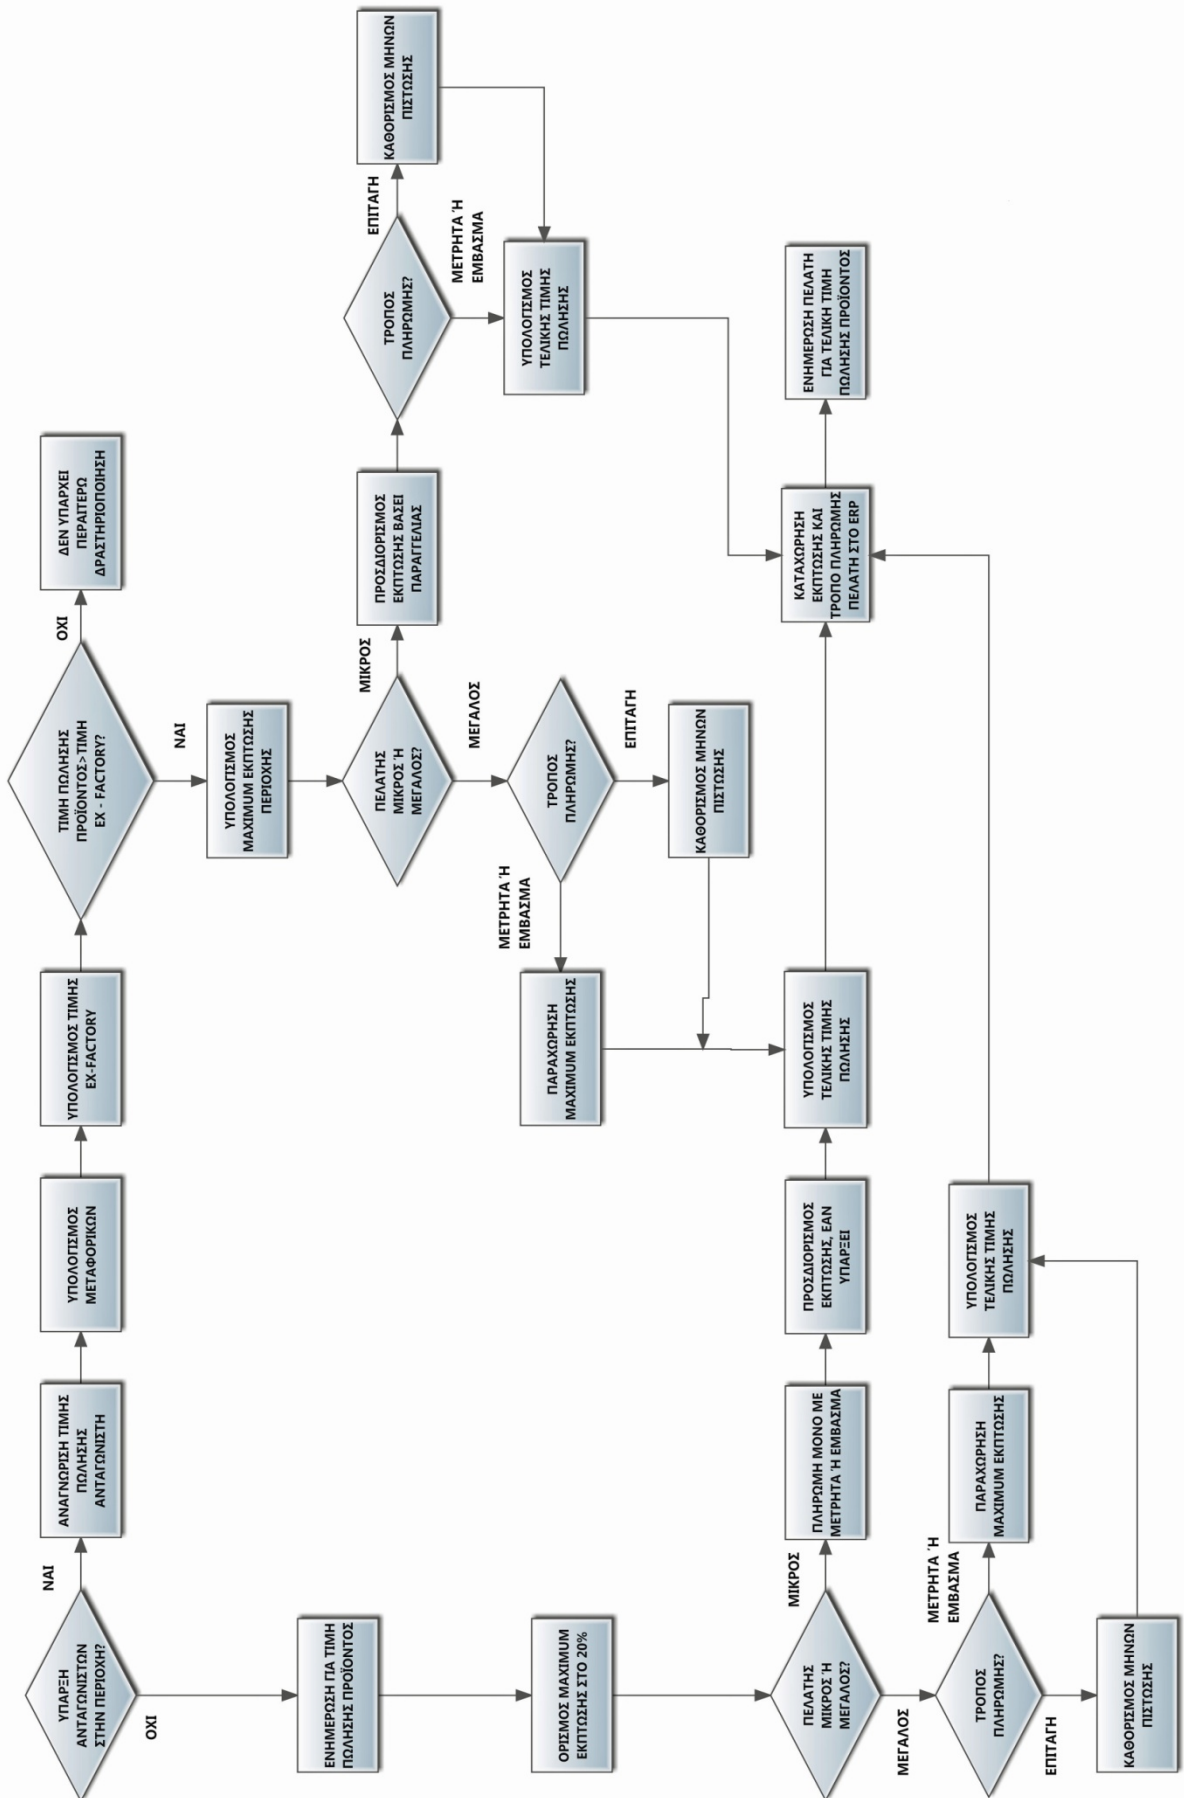 ΥΠΑΡΞΗ
ΑΝΤΑΓΩΝΙΣΤΩΝ
ΣΤΗΝ ΠΕΡΙΟΧΗ?
ΝΑΙ
ΑΝΑΓΝΩΡΙΣΗ ΤΙΜΗΣ
ΠΩΛΗΣΗΣ
ΑΝΤΑΓΩΝΙΣΤΗ
ΥΠΟΛΟΓΙΣΜΟΣ
ΜΕΤΑΦΟΡΙΚΩΝ
ΥΠΟΛΟΓΙΣΜΟΣ ΤΙΜΗΣ
EX-FACTORY
ΤΙΜΗ ΠΩΛΗΣΗΣ
ΠΡΟΪΟΝΤΟΣ>ΤΙΜΗ
EX - FACTORY?
ΟΧΙ
ΔΕΝ ΥΠΑΡΧΕΙ
ΠΕΡΑΙΤΕΡΩ
ΔΡΑΣΤΗΡΙΟΠΟΙΗΣΗ
ΝΑΙ
ΥΠΟΛΟΓΙΣΜΟΣ
MAXIMUM ΕΚΠΤΩΣΗΣ
ΠΕΡΙΟΧΗΣ
ΠΕΛΑΤΗΣ
ΜΙΚΡΟΣ Ή
ΜΕΓΑΛΟΣ?
ΜΙΚΡΟΣ
ΠΡΟΣΔΙΟΡΙΣΜΟΣ
ΕΚΠΤΩΣΗΣ ΒΑΣΕΙ
ΠΑΡΑΓΓΕΛΙΑΣ
ΤΡΟΠΟΣ
ΠΛΗΡΩΜΗΣ?
ΕΠΙΤΑΓΗ
ΚΑΘΟΡΙΣΜΟΣ ΜΗΝΩΝ
ΠΙΣΤΩΣΗΣ
ΜΕΤΡΗΤΑ Ή
ΕΜΒΑΣΜΑ
ΥΠΟΛΟΓΙΣΜΟΣ
ΤΕΛΙΚΗΣ ΤΙΜΗΣ
ΠΩΛΗΣΗΣ
ΜΕΓΑΛΟΣ
ΤΡΟΠΟΣ
ΠΛΗΡΩΜΗΣ?
ΕΠΙΤΑΓΗ
ΚΑΘΟΡΙΣΜΟΣ ΜΗΝΩΝ
ΠΙΣΤΩΣΗΣ
ΜΕΤΡΗΤΑ Ή
ΕΜΒΑΣΜΑ
ΠΑΡΑΧΩΡΗΣΗ
MAXIMUM ΕΚΠΤΩΣΗΣ
ΟΧΙ
ΕΝΗΜΕΡΩΣΗ ΓΙΑ ΤΙΜΗ
ΠΩΛΗΣΗΣ ΠΡΟΪΟΝΤΟΣ
ΟΡΙΣΜΟΣ MAXIMUM
ΕΚΠΤΩΣΗΣ ΣΤΟ 20%
ΠΕΛΑΤΗΣ
ΜΙΚΡΟΣ Ή
ΜΕΓΑΛΟΣ?
ΜΙΚΡΟΣ
ΠΛΗΡΩΜΗ ΜΟΝΟ ΜΕ
ΜΕΤΡΗΤΑ Ή ΕΜΒΑΣΜΑ
ΠΡΟΣΔΙΟΡΙΣΜΟΣ
ΕΚΠΤΩΣΗΣ, ΕΑΝ
ΥΠΑΡΞΕΙ
ΥΠΟΛΟΓΙΣΜΟΣ
ΤΕΛΙΚΗΣ ΤΙΜΗΣ
ΠΩΛΗΣΗΣ
ΚΑΤΑΧΩΡΗΣΗ
ΕΚΠΤΩΣΗΣ ΚΑΙ
ΤΡΟΠΟ ΠΛΗΡΩΜΗΣ
ΠΕΛΑΤΗ ΣΤΟ ERP
ΕΝΗΜΕΡΩΣΗ ΠΕΛΑΤΗ
ΓΙΑ ΤΕΛΙΚΗ ΤΙΜΗ
ΠΩΛΗΣΗΣ ΠΡΟΪΟΝΤΟΣ
ΜΕΓΑΛΟΣ
ΤΡΟΠΟΣ
ΠΛΗΡΩΜΗΣ?
ΜΕΤΡΗΤΑ Ή
ΕΜΒΑΣΜΑ
ΠΑΡΑΧΩΡΗΣΗ
MAXIMUM ΕΚΠΤΩΣΗΣ
ΥΠΟΛΟΓΙΣΜΟΣ
ΤΕΛΙΚΗΣ ΤΙΜΗΣ
ΠΩΛΗΣΗΣ
ΕΠΙΤΑΓΗ
ΚΑΘΟΡΙΣΜΟΣ ΜΗΝΩΝ
ΠΙΣΤΩΣΗΣ